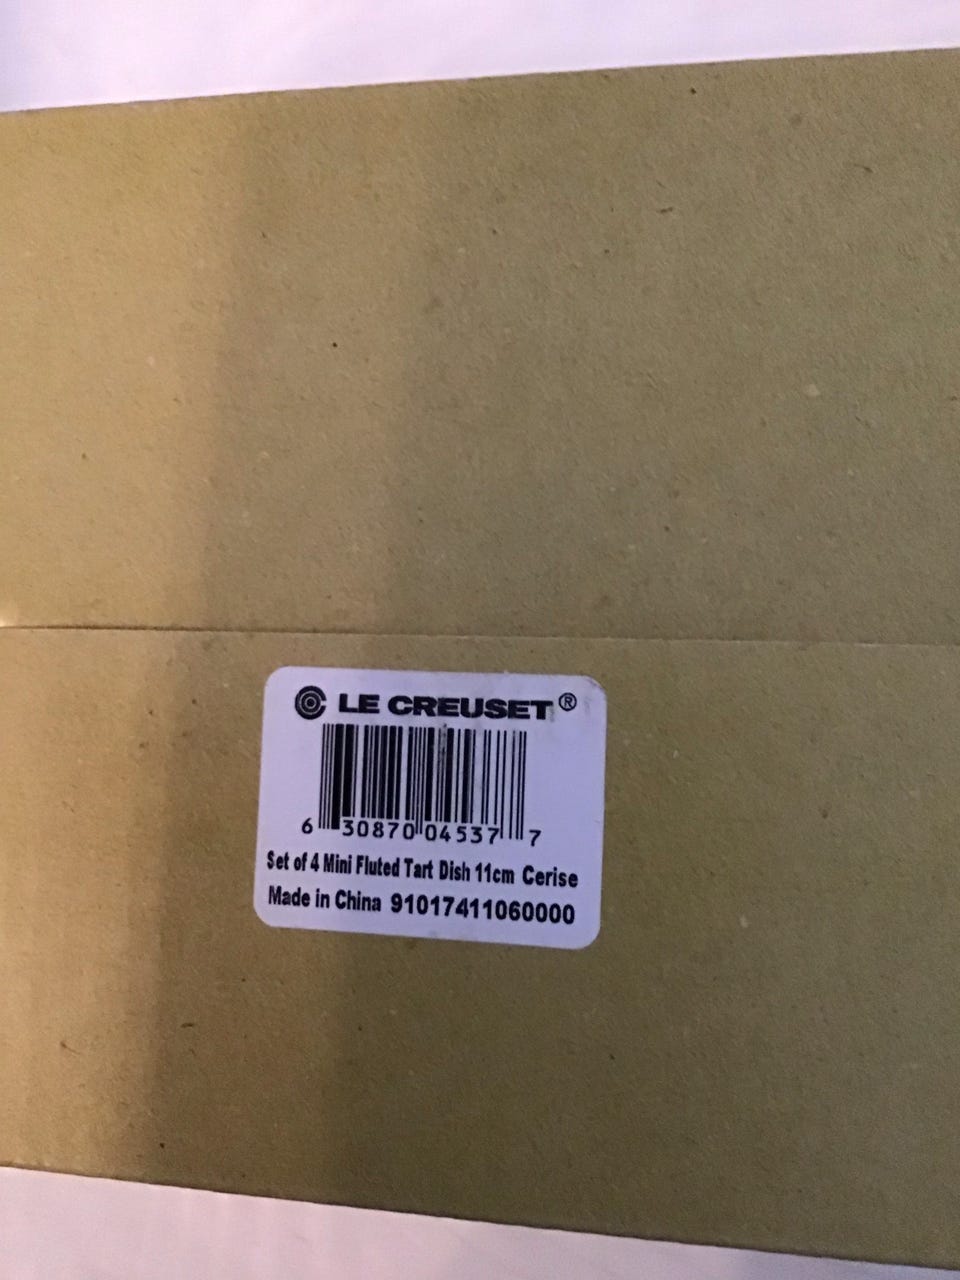 LE CREUSET®
6 30870 04537 7
Set of 4 Mini Fluted Tart Dish 11cm Cerise
Made in China 91017411060000